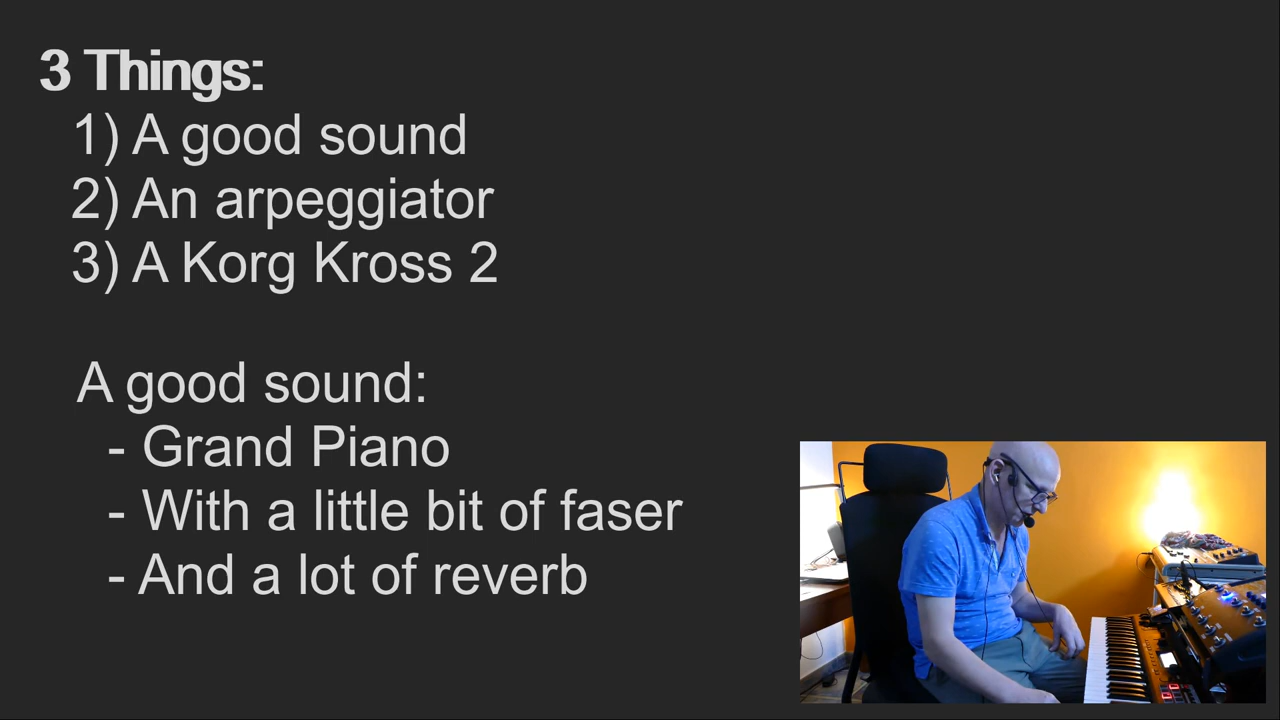 3 Things:
1) A good sound
2) An arpeggiator
3) A Korg Kross 2
A good sound:
- Grand Piano
- With a little bit of faser
- And a lot of reverb